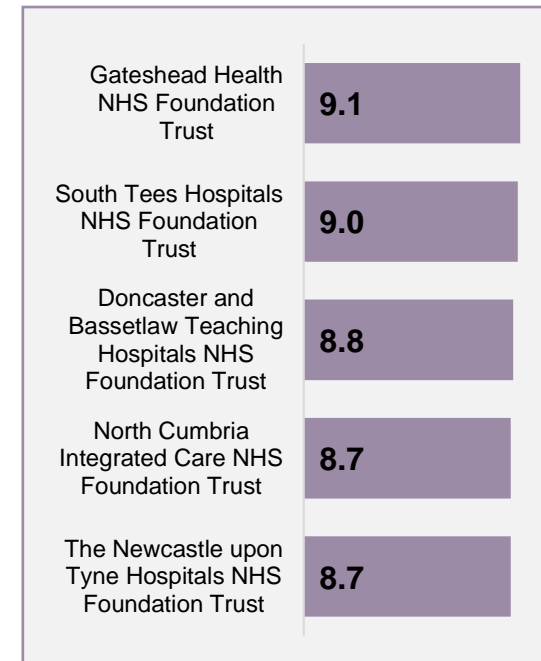 Gateshead Health
NHS Foundation
Trust
9.1
South Tees Hospitals
NHS Foundation
Trust
9.0
Doncaster and
Bassetlaw Teaching
Hospitals NHS
Foundation Trust
8.8
North Cumbria
Integrated Care NHS
Foundation Trust
8.7
The Newcastle upon
Tyne Hospitals NHS
Foundation Trust
8.7